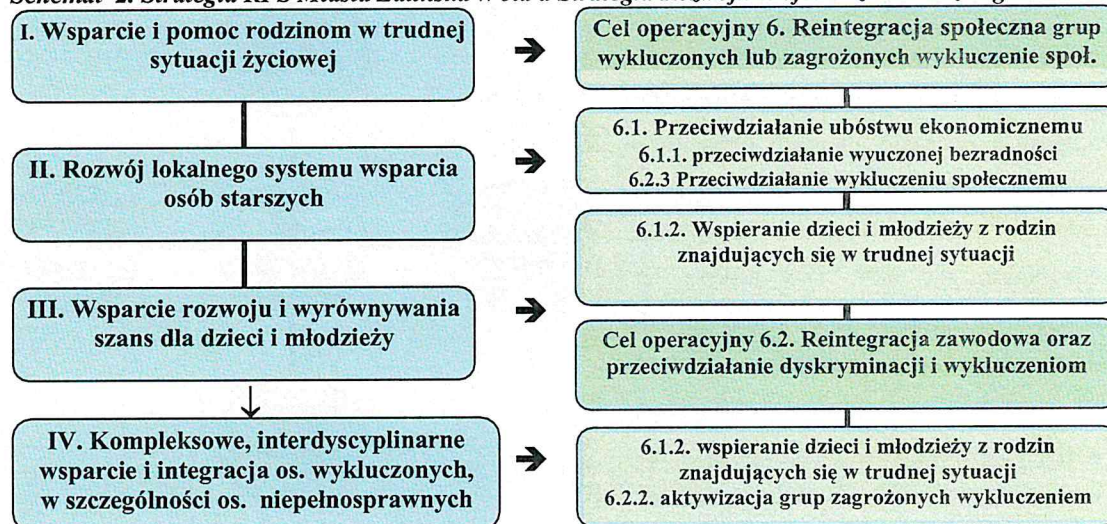 I. Wsparcie i pomoc rodzinom w trudnej
sytuacji życiowej
Cel operacyjny 6. Reintegracja społeczna grup
wykluczonych lub zagrożonych wykluczenie społ.
6.1. Przeciwdziałanie ubóstwu ekonomicznemu
6.1.1. przeciwdziałanie wyuczonej bezradności
6.2.3 Przeciwdziałanie wykluczeniu społecznemu
II. Rozwój lokalnego systemu wsparcia
osób starszych
6.1.2. Wspieranie dzieci i młodzieży z rodzin
znajdujących się w trudnej sytuacji
III. Wsparcie rozwoju i wyrównywania
szans dla dzieci i młodzieży
Cel operacyjny 6.2. Reintegracja zawodowa oraz
przeciwdziałanie dyskryminacji i wykluczeniom
IV. Kompleksowe, interdyscyplinarne
wsparcie i integracja os. wykluczonych,
w szczególności os. niepełnosprawnych
6.1.2. wspieranie dzieci i młodzieży z rodzin
znajdujących się w trudnej sytuacji
6.2.2. aktywizacja grup zagrożonych wykluczeniem